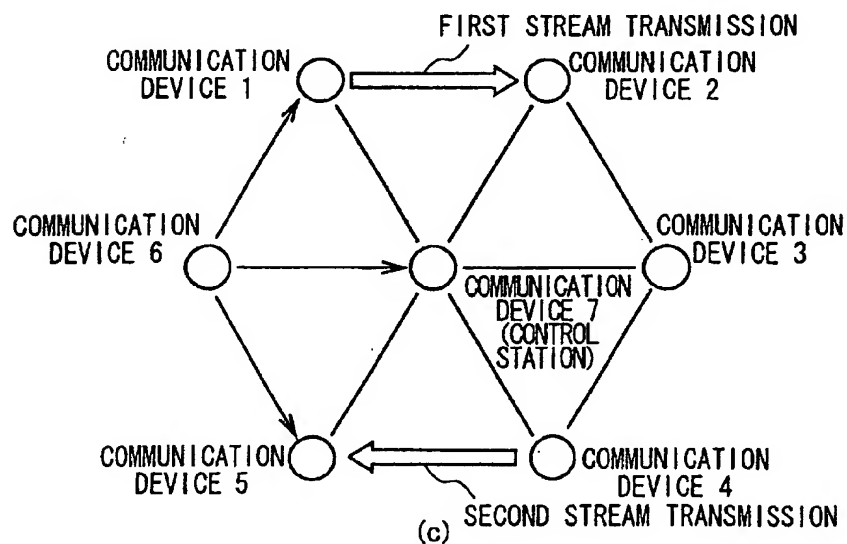 FIRST STREAM TRANSMISSION
COMMUNICATION
DEVICE 1
COMMUNICATION
DEVICE 2
COMMUNICATION
DEVICE 6
COMMUNICATION
DEVICE 3
COMMUNICATION
DEVICE 7
(CONTROL
STATION)
COMMUNICATION
DEVICE 5
COMMUNICATION
DEVICE 4
SECOND STREAM TRANSMISSION
(c)